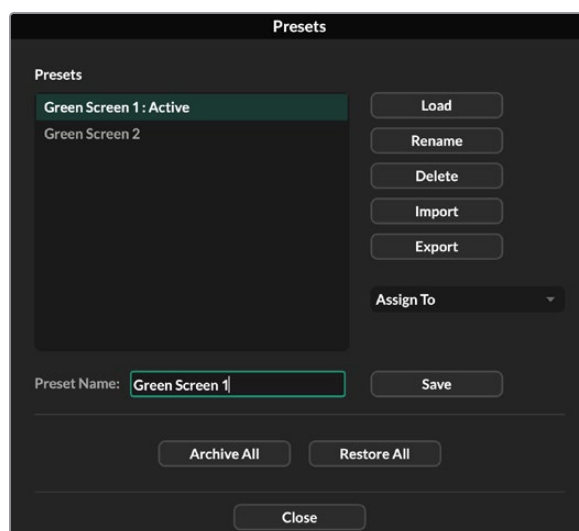 Presets
Presets
Green Screen 1 : Active
Green Screen 2
Load
Rename
Delete
Import
Export
Assign To
Preset Name: Green Screen 1
Save
Archive All
Restore All
Close